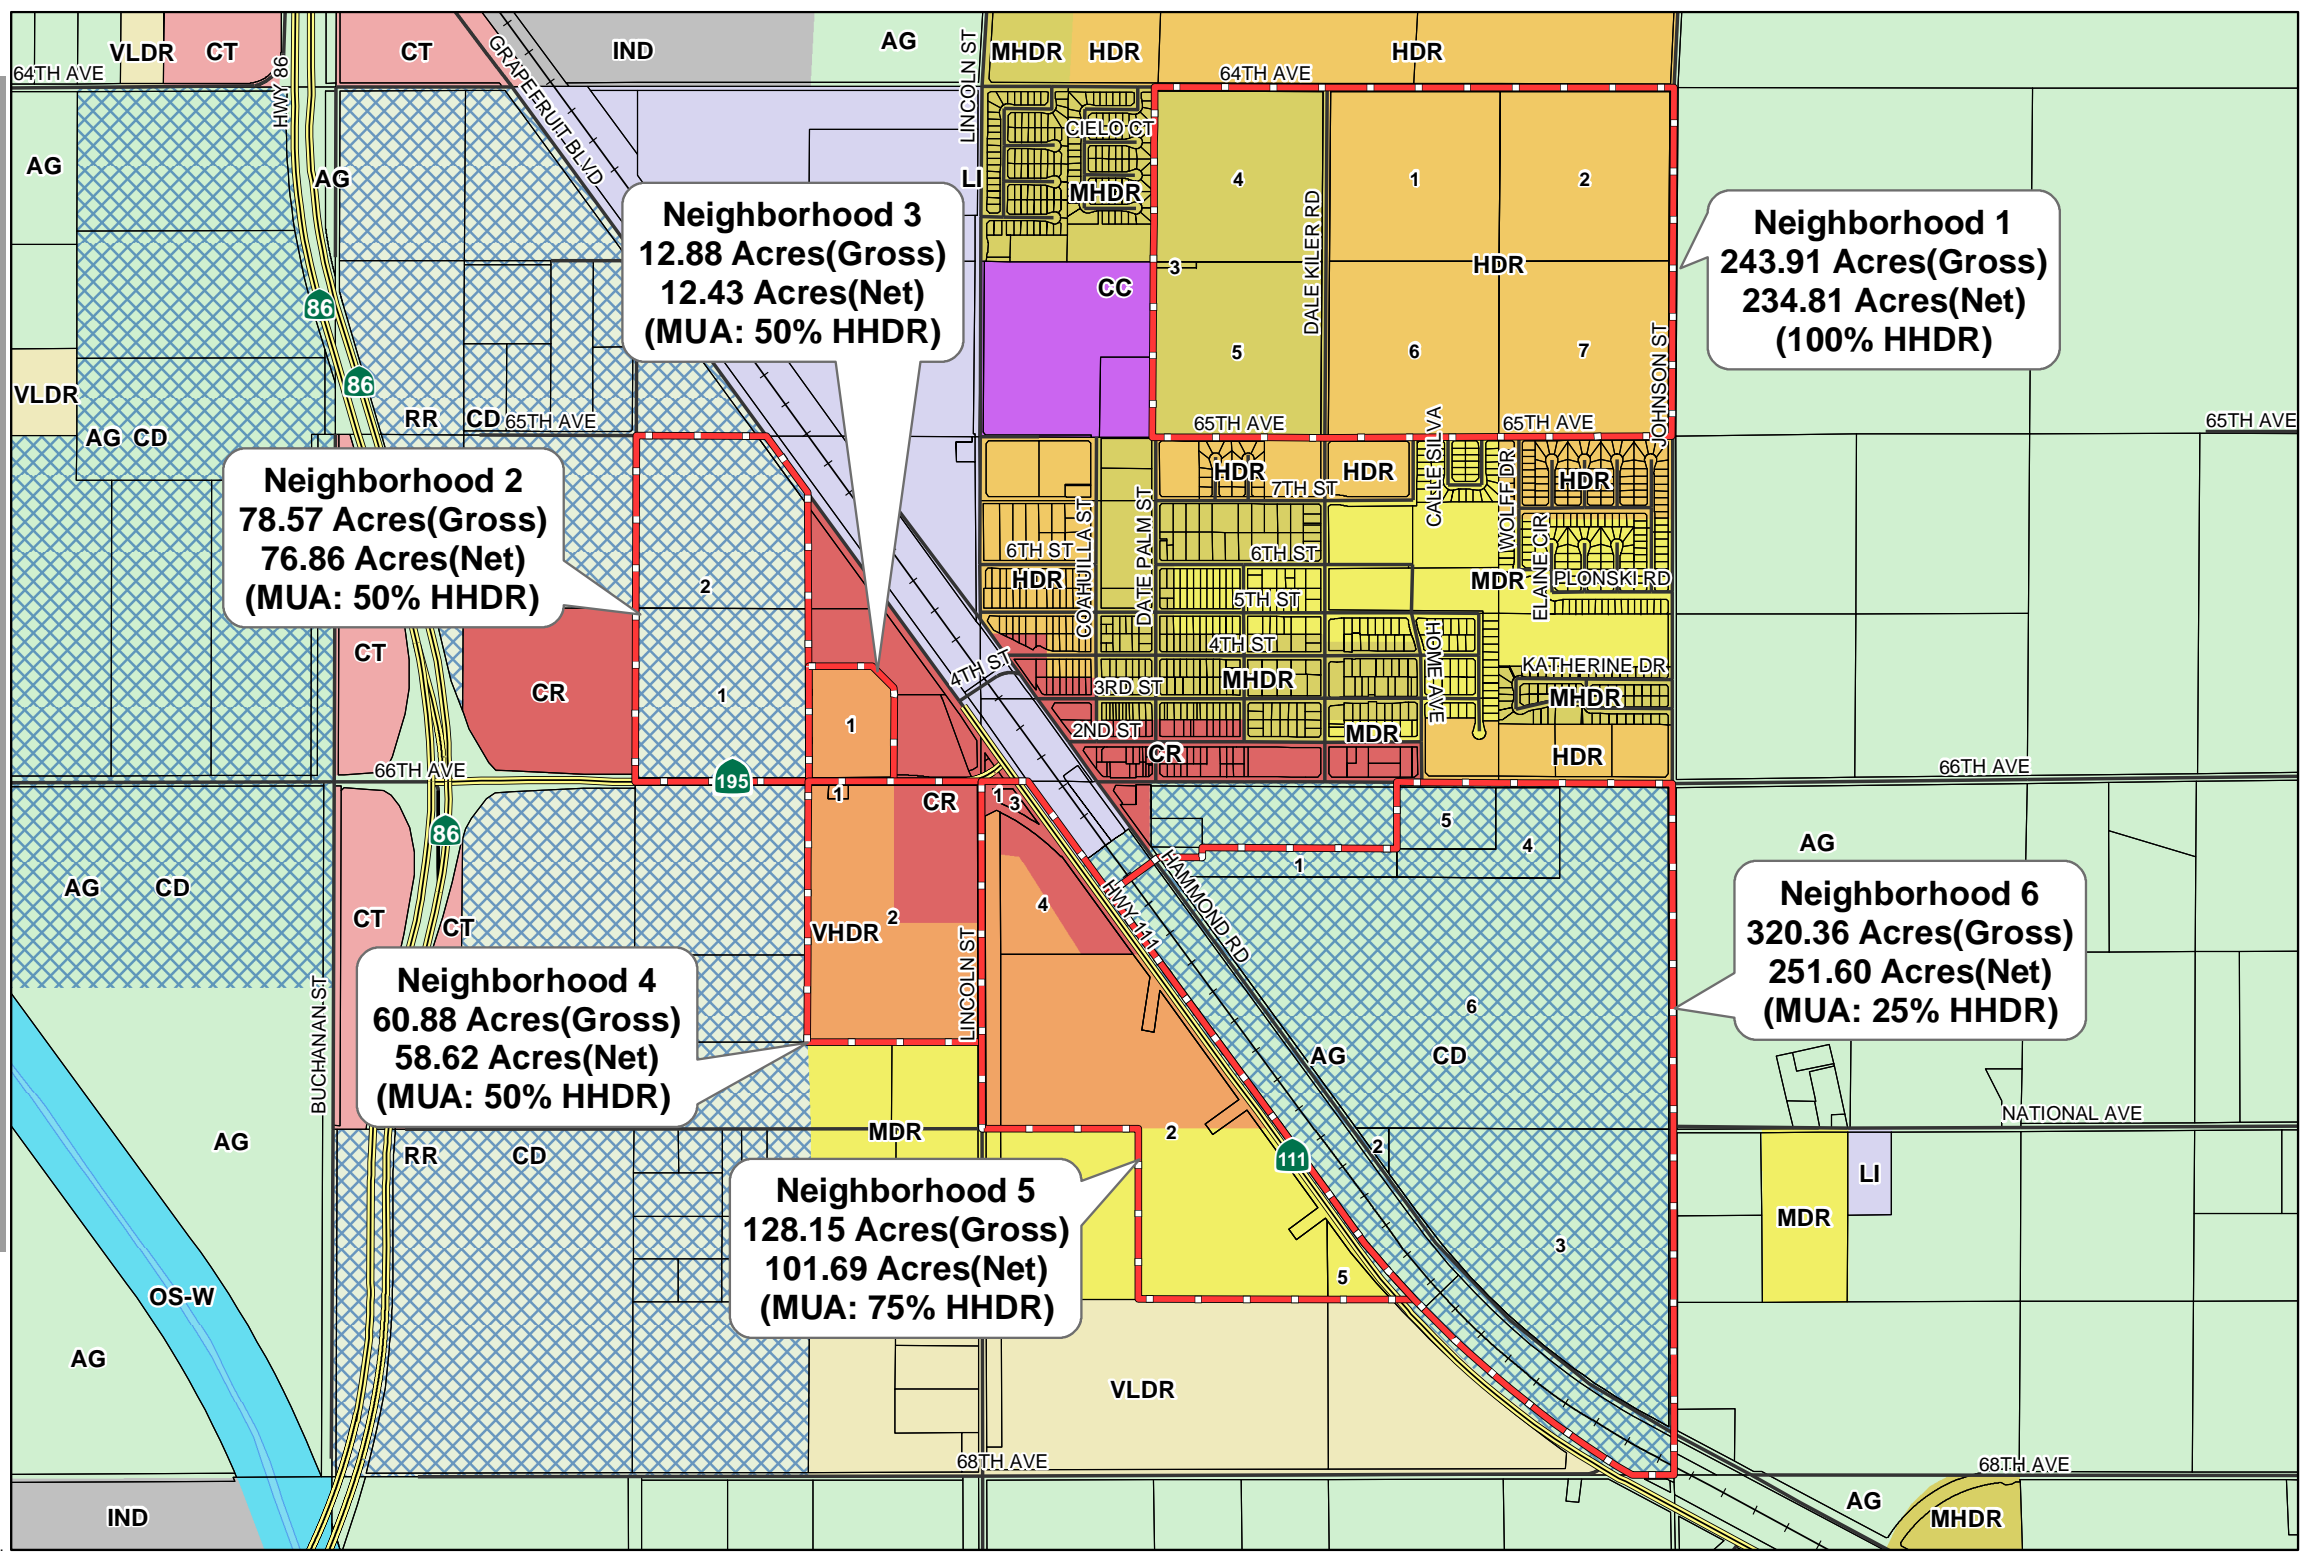 VLDR
CT
HWY 86
CT
GRAPEFRUIT BLVD
IND
AG
LINCOLN ST
MHDR
HDR
HDR
64TH AVE
64TH AVE
AG
AG
LI
CIELO CT
MHDR
CC
4
DALE KILER RD
1
2
3
HDR
5
6
7
JOHNSON ST
Neighborhood 1
243.91 Acres(Gross)
234.81 Acres(Net)
(100% HHDR)
Neighborhood 3
12.88 Acres(Gross)
12.43 Acres(Net)
(MUA: 50% HHDR)
86
86
VLDR
AG CD
RR
CD
65TH AVE
65TH AVE
65TH AVE
65TH AVE
Neighborhood 2
78.57 Acres(Gross)
76.86 Acres(Net)
(MUA: 50% HHDR)
2
1
HDR
HDR
7TH ST
CALLE SILVA
WOLFF DR
HDR
6TH ST
HDR
COAHUILLA ST
DATE PALM ST
6TH ST
5TH ST
MDR
ELAINE CIR
PLONSKI RD
4TH ST
4TH ST
HOME AVE
KATHERINE DR
3RD ST
MHDR
MHDR
2ND ST
CR
MDR
HDR
CT
CR
1
66TH AVE
195
66TH AVE
86
1
CR
1
3
5
4
1
AG
AG
CD
CT
CT
VHDR
2
LINCOLN ST
4
HWY 111
HAMMOND RD
6
AG
CD
Neighborhood 6
320.36 Acres(Gross)
251.60 Acres(Net)
(MUA: 25% HHDR)
Neighborhood 4
60.88 Acres(Gross)
58.62 Acres(Net)
(MUA: 50% HHDR)
BUCHANAN ST
AG
RR
CD
MDR
2
111
2
NATIONAL AVE
MDR
LI
Neighborhood 5
128.15 Acres(Gross)
101.69 Acres(Net)
(MUA: 75% HHDR)
5
3
OS-W
AG
VLDR
68TH AVE
68TH AVE
IND
AG
MHDR